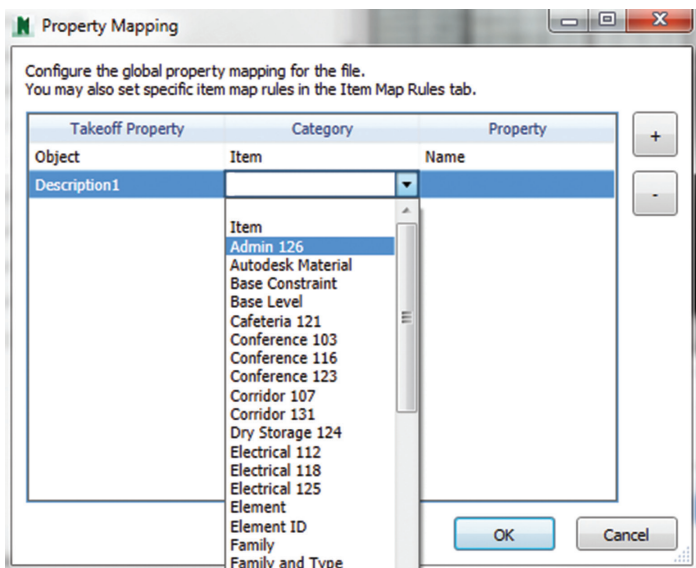 Property Mapping
Configure the global property mapping for the file.
You may also set specific item map rules in the Item Map Rules tab.
Takeoff Property Category Property
Object Item Name
Description1
Item
Admin 126
Autodesk Material
Base Constraint
Base Level
Cafeteria 121
Conference 103
Conference 116
Conference 123
Corridor 107
Corridor 131
Dry Storage 124
Electrical 112
Electrical 118
Electrical 125
Element
Element ID
Family
Family and Type
+
-
OK Cancel